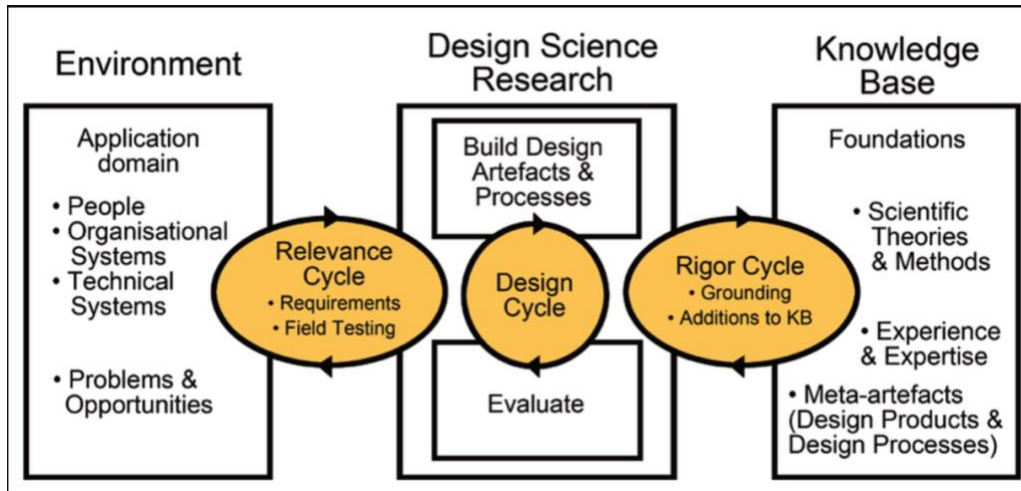 Environment
Application
domain
• People
• Organisational
Systems
• Technical
Systems
• Problems &
Opportunities
Relevance
Cycle
• Requirements
• Field Testing
Design Science
Research
Build Design
Artefacts &
Processes
Design
Cycle
Evaluate
Rigor Cycle
• Grounding
• Additions to KB
Knowledge
Base
Foundations
• Scientific
Theories
& Methods
• Experience
& Expertise
• Meta-artefacts
(Design Products &
Design Processes)